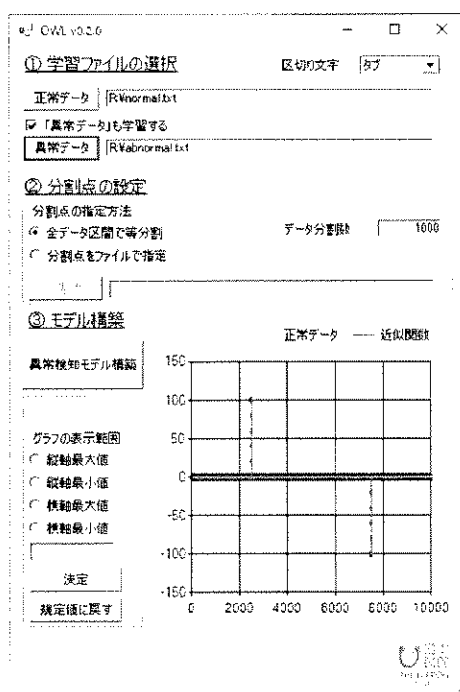 OWL v0.2.0
① 学習ファイルの選択
区切り文字 タブ
正常データ R:¥normal.txt
「異常データ」も学習する
異常データ R:¥abnormal.txt
② 分割点の設定
分割点の指定方法
全データ区間で等分割
データ分割数 1000
分割点をファイルで指定
③ モデル構築
正常データ 近似関数
異常検知モデル構築
150
100
50
0
-50
-100
-150
0 2000 4000 6000 8000 10000
グラフの表示範囲
縦軸最大値
縦軸最小値
横軸最大値
横軸最小値
決定
規定値に戻す